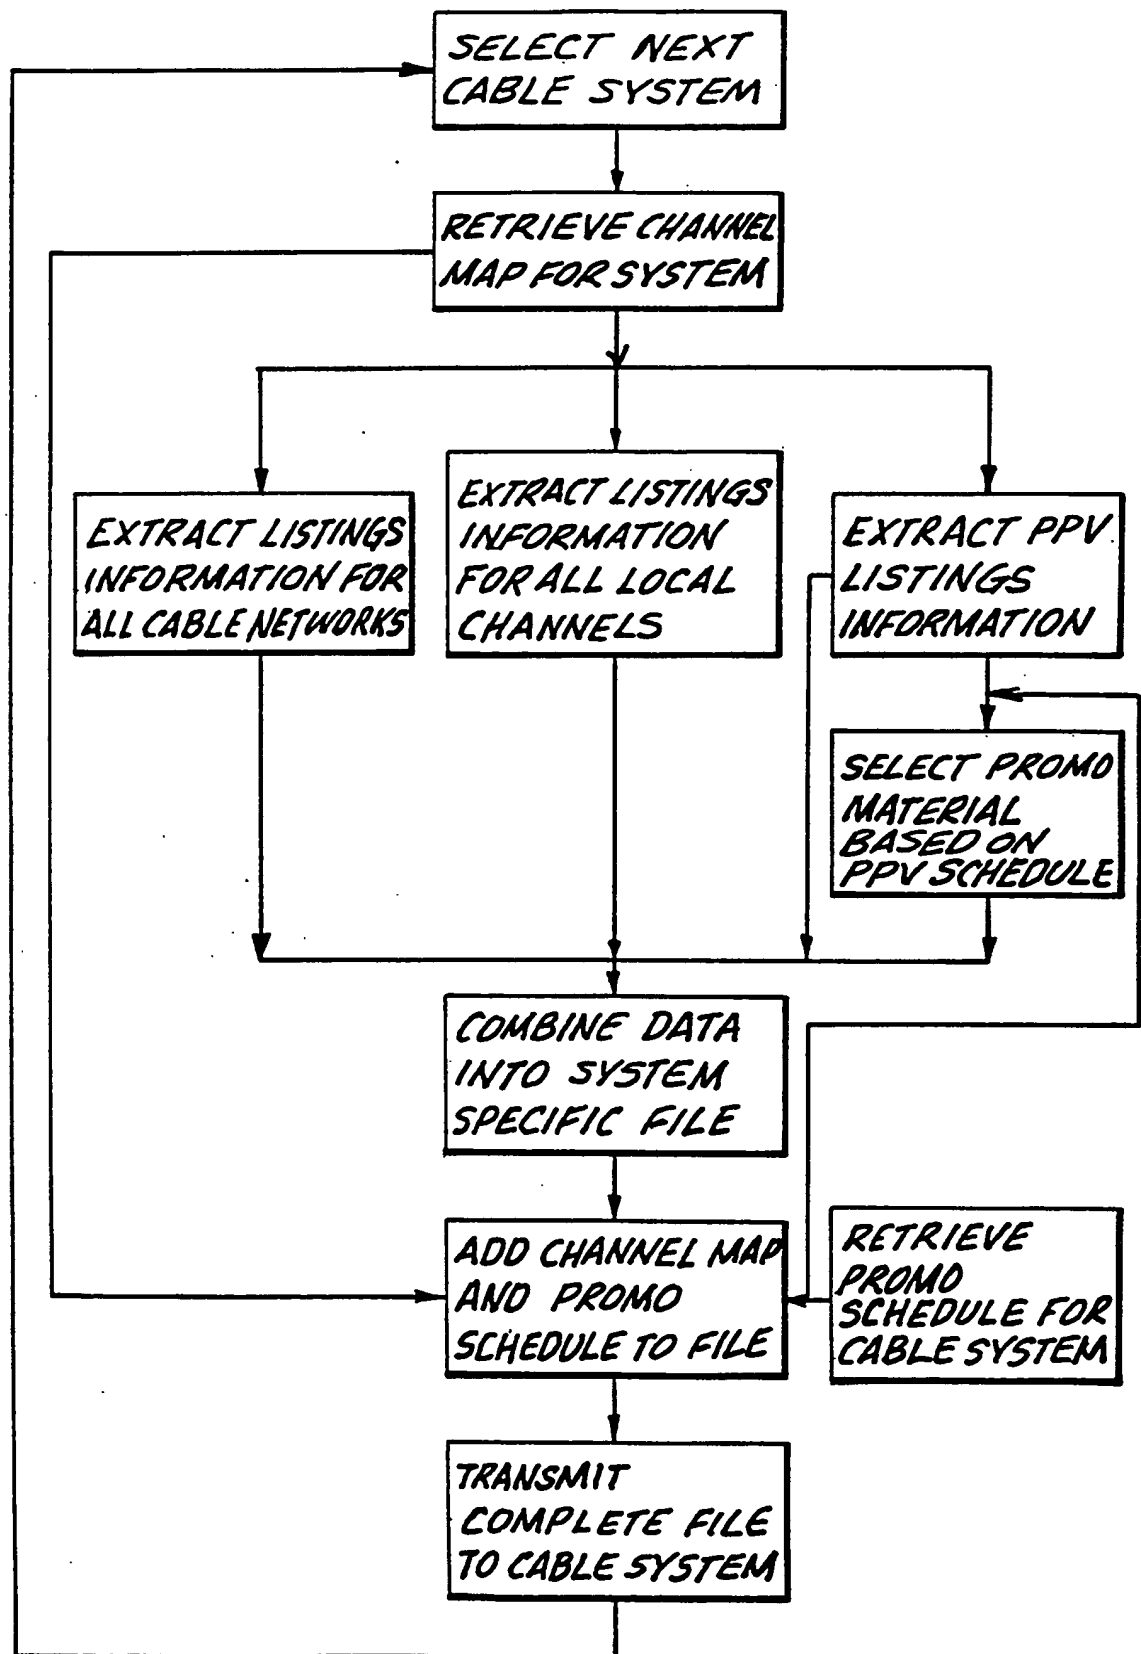 SELECT NEXT
CABLE SYSTEM
RETRIEVE CHANNEL
MAP FOR SYSTEM
EXTRACT LISTINGS
INFORMATION FOR
ALL CABLE NETWORKS
EXTRACT LISTINGS
INFORMATION
FOR ALL LOCAL
CHANNELS
EXTRACT PPV
LISTINGS
INFORMATION
SELECT PROMO
MATERIAL
BASED ON
PPV SCHEDULE
COMBINE DATA
INTO SYSTEM
SPECIFIC FILE
ADD CHANNEL MAP
AND PROMO
SCHEDULE TO FILE
RETRIEVE
PROMO
SCHEDULE FOR
CABLE SYSTEM
TRANSMIT
COMPLETE FILE
TO CABLE SYSTEM